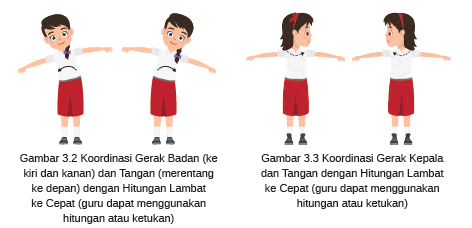 Gambar 3.2 Koordinasi Gerak Badan (ke
kiri dan kanan) dan Tangan (merentang
ke depan) dengan Hitungan Lambat
ke Cepat (guru dapat menggunakan
hitungan atau ketukan)
Gambar 3.3 Koordinasi Gerak Kepala
dan Tangan dengan Hitungan Lambat
ke Cepat (guru dapat menggunakan
hitungan atau ketukan)